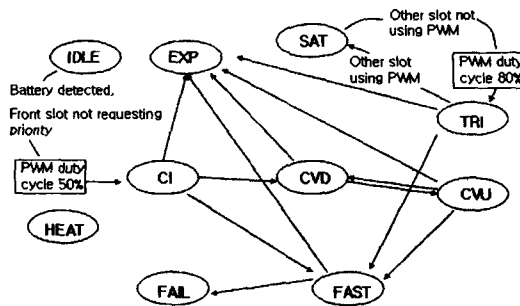 Other slot not
using PWM
SAT
IDLE
EXP
Other slot
using PWM
PWM duty
cycle 80%
Battery detected,
Front slot not requesting
priority
TRI
PWM duty
cycle 50%
CI
CVD
CVU
HEAT
FAIL
FAST